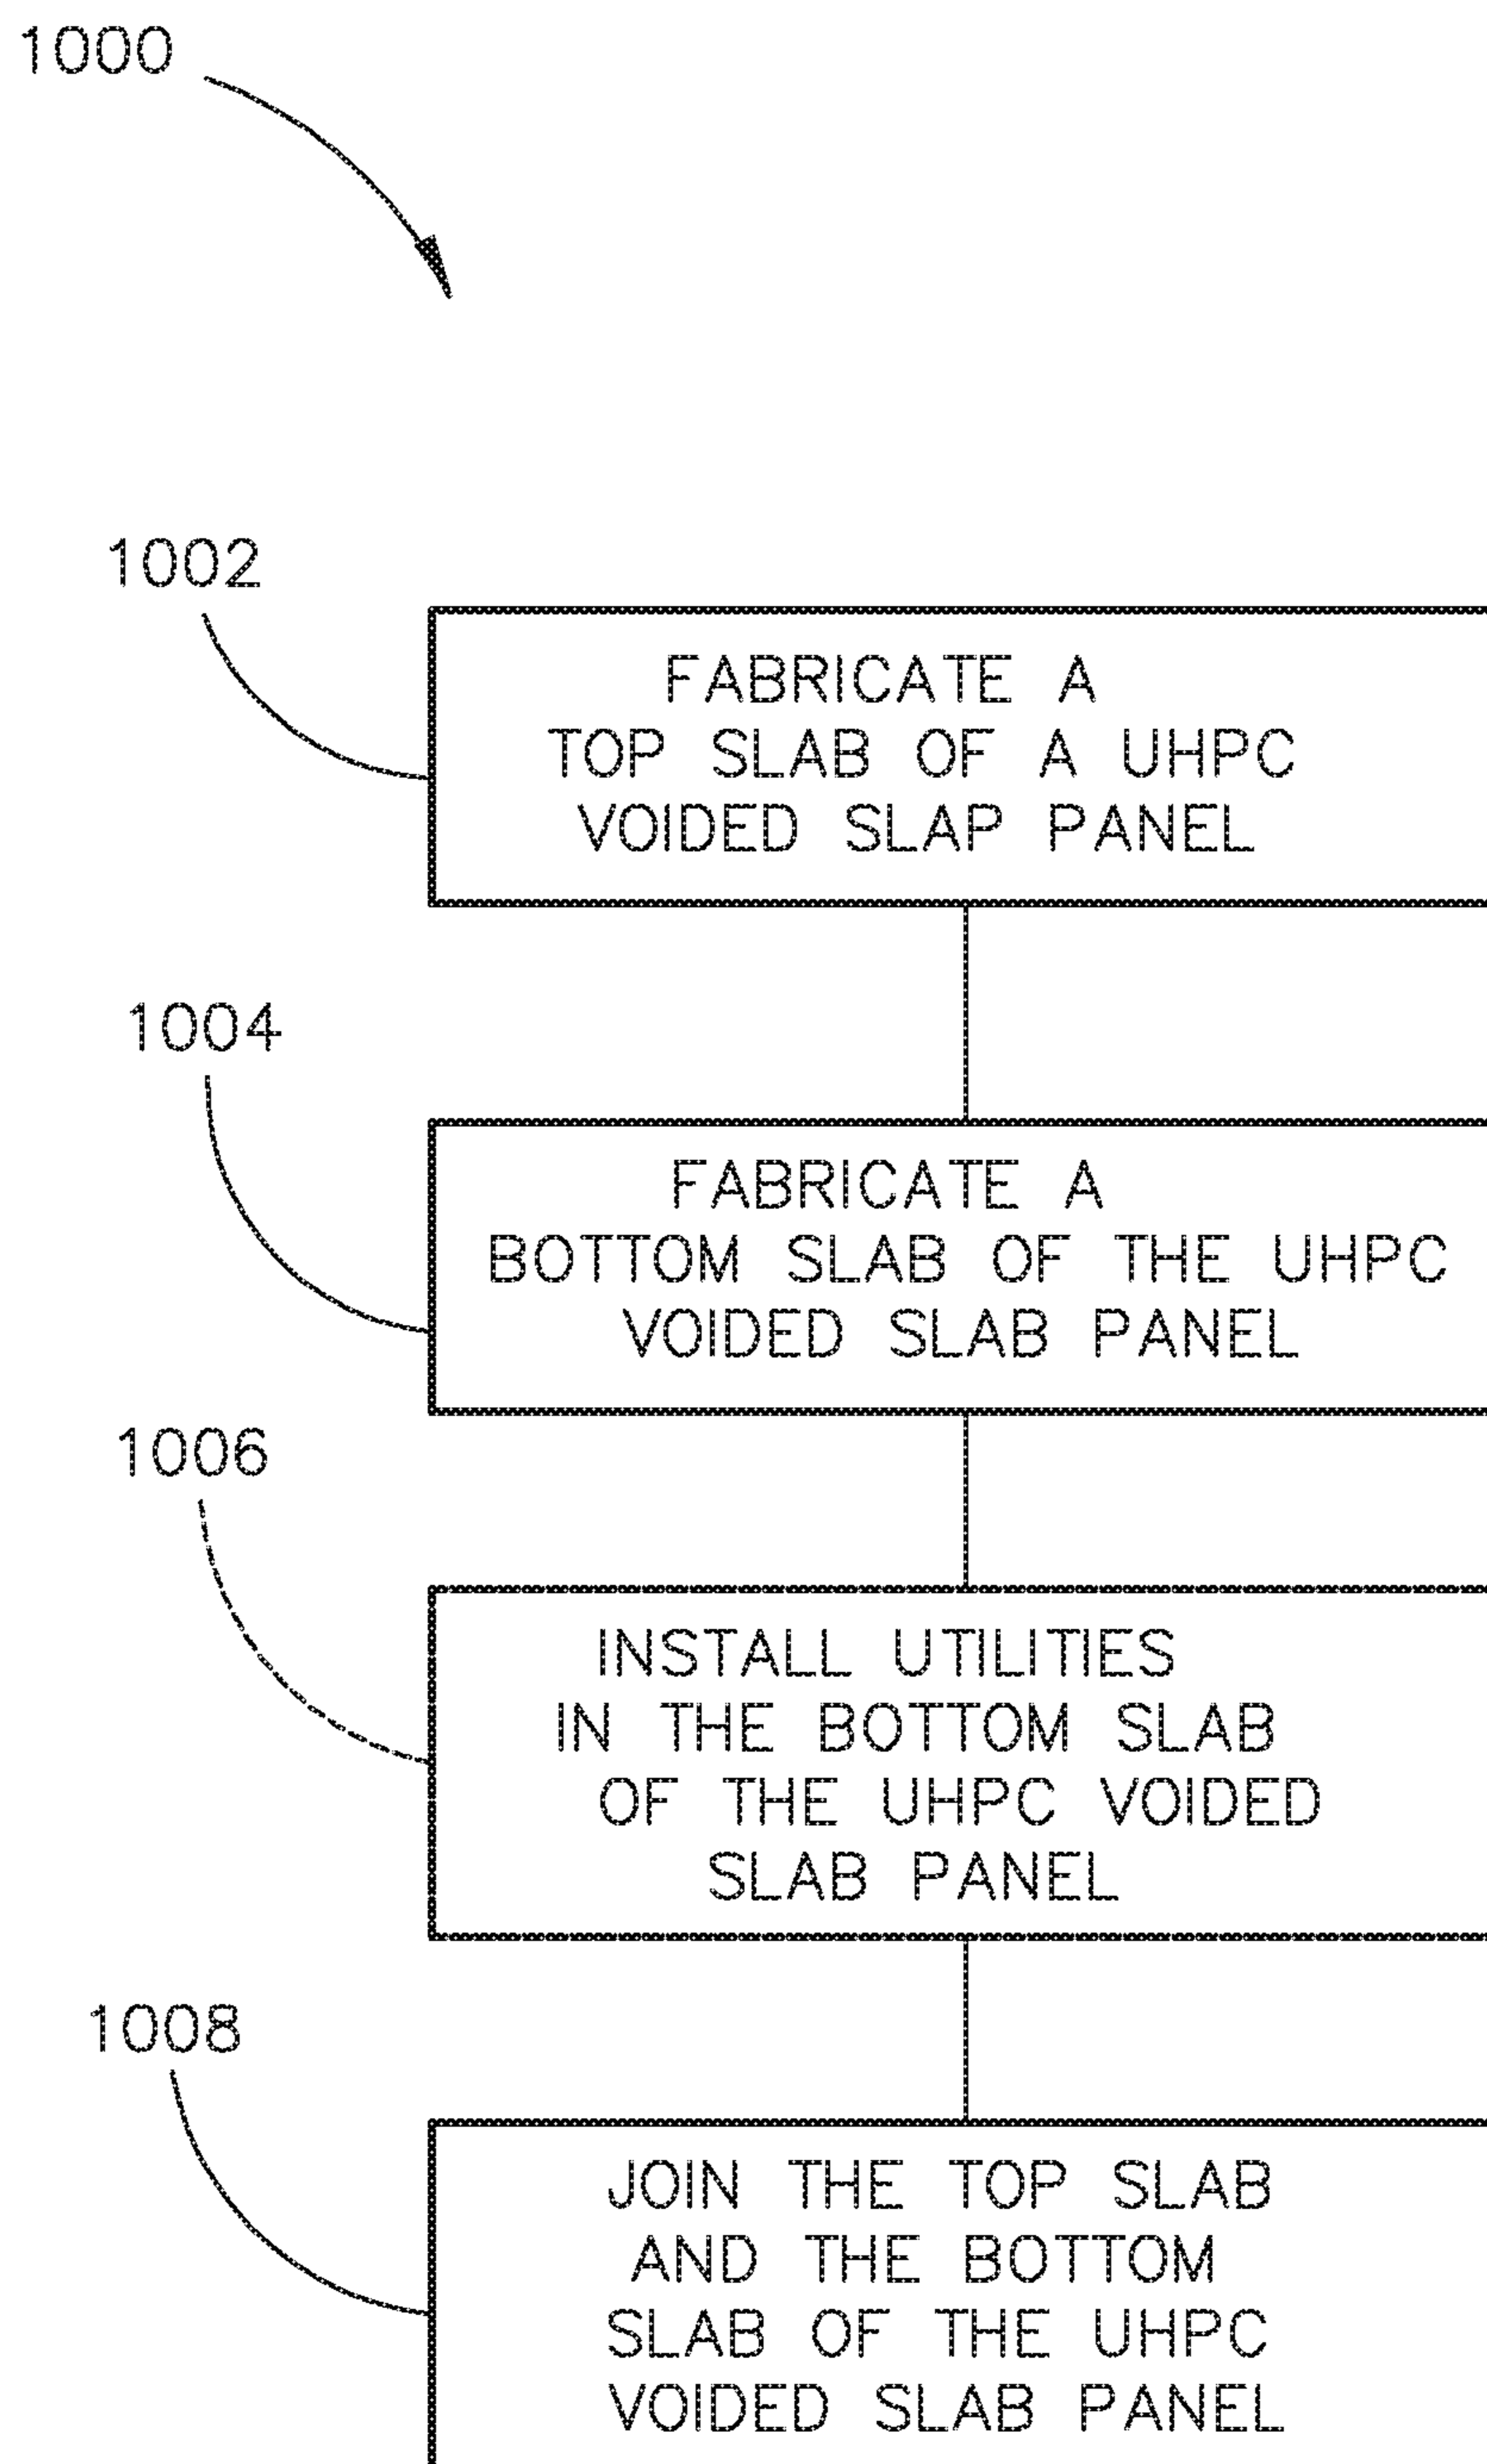 1000
1002
FABRICATE A
TOP SLAB OF A UHPC
VOIDED SLAP PANEL
1004
FABRICATE A
BOTTOM SLAB OF THE UHPC
VOIDED SLAB PANEL
1006
INSTALL UTILITIES
IN THE BOTTOM SLAB
OF THE UHPC VOIDED
SLAB PANEL
1008
JOIN THE TOP SLAB
AND THE BOTTOM
SLAB OF THE UHPC
VOIDED SLAB PANEL